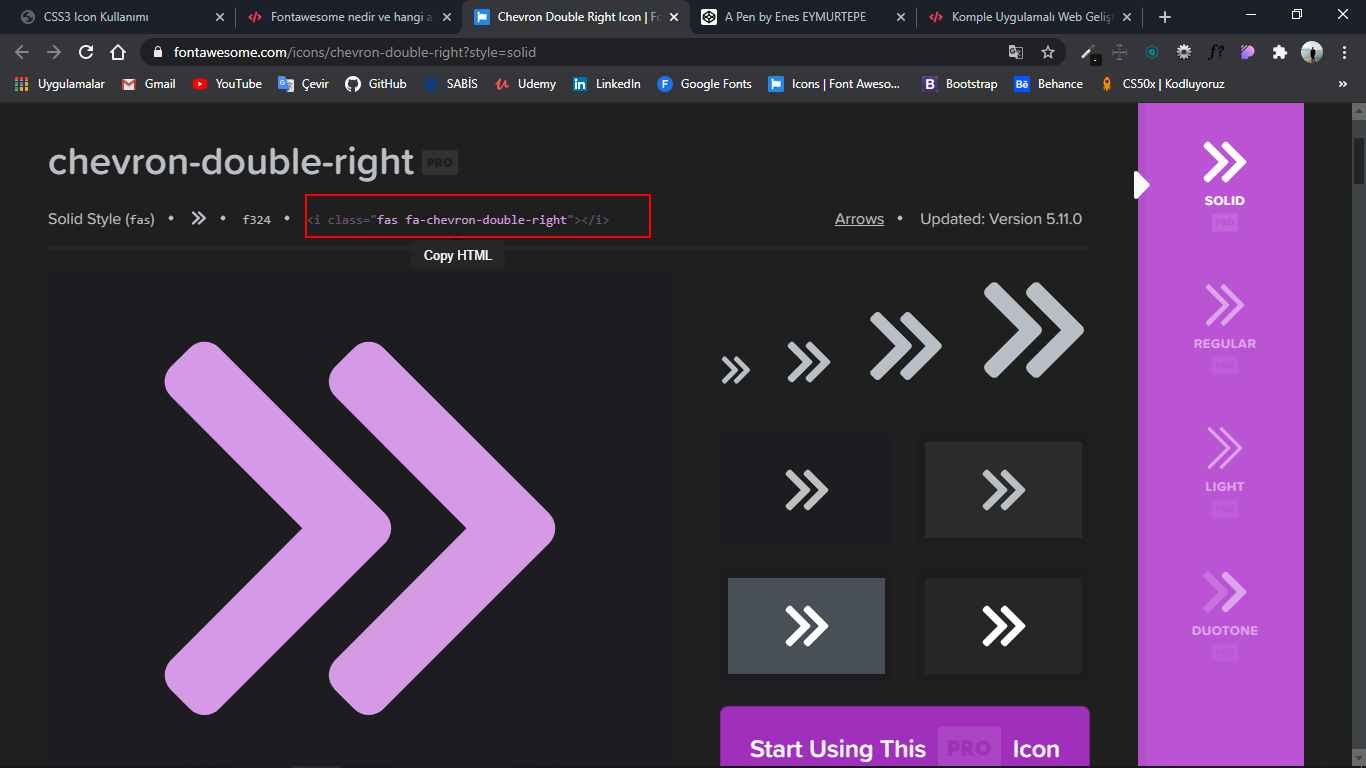 CSS3 Icon Kullanımı
Fontawesome nedir ve hangi a
Chevron Double Right Icon | Fo
A Pen by Enes EYMURTEPE
Komple Uygulamalı Web Geliş
fontawesome.com/icons/chevron-double-right?style=solid
Uygulamalar
Gmail
YouTube
Çevir
GitHub
SABİS
Udemy
LinkedIn
Google Fonts
Icons | Font Aweso...
Bootstrap
Behance
CS50x | Kodluyoruz
chevron-double-right PRO
Solid Style (fas) • • f324 • <i class="fas fa-chevron-double-right"></i>
Arrows • Updated: Version 5.11.0
Copy HTML
SOLID
PRO
REGULAR
PRO
LIGHT
PRO
DUOTONE
PRO
Start Using This PRO Icon